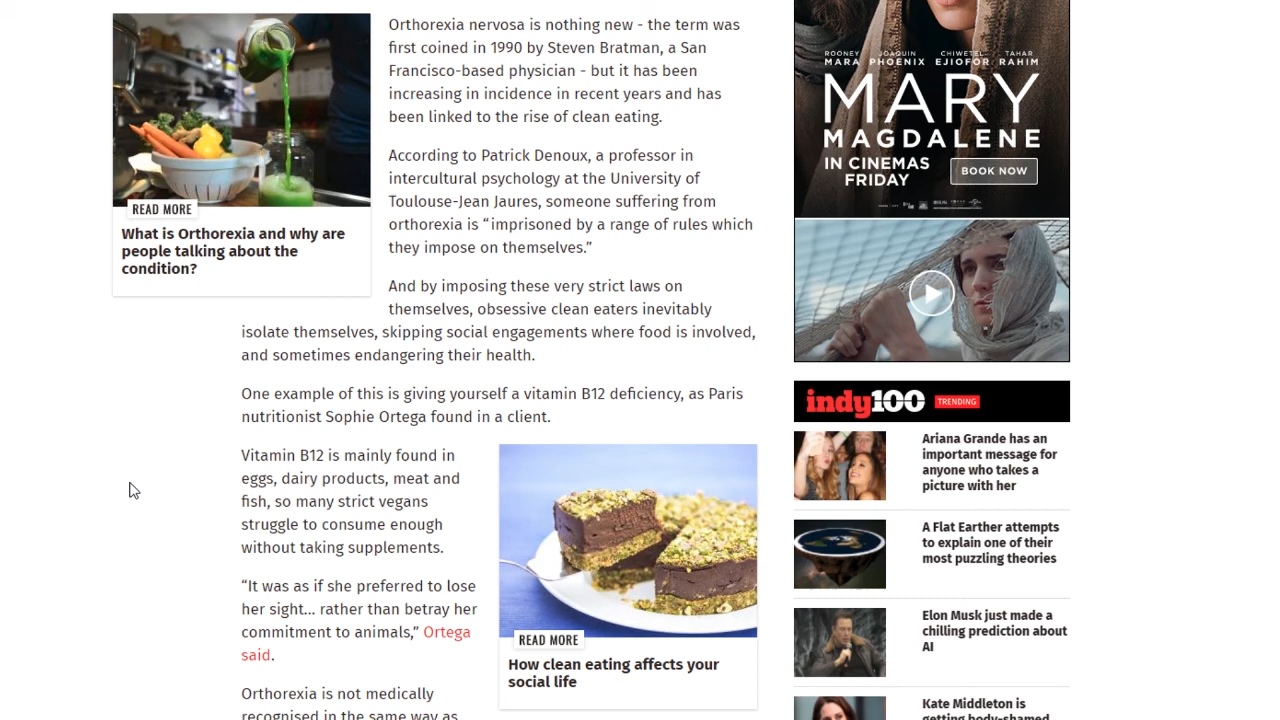 Orthorexia nervosa is nothing new - the term was
first coined in 1990 by Steven Bratman, a San
Francisco-based physician - but it has been
increasing in incidence in recent years and has
been linked to the rise of clean eating.
READ MORE
What is Orthorexia and why are
people talking about the
condition?
According to Patrick Denoux, a professor in
intercultural psychology at the University of
Toulouse-Jean Jaures, someone suffering from
orthorexia is “imprisoned by a range of rules which
they impose on themselves.”
And by imposing these very strict laws on
themselves, obsessive clean eaters inevitably
isolate themselves, skipping social engagements where food is involved,
and sometimes endangering their health.
One example of this is giving yourself a vitamin B12 deficiency, as Paris
nutritionist Sophie Ortega found in a client.
Vitamin B12 is mainly found in
eggs, dairy products, meat and
fish, so many strict vegans
struggle to consume enough
without taking supplements.
“It was as if she preferred to lose
her sight... rather than betray her
commitment to animals,” Ortega
said.
Orthorexia is not medically
recognised in the same way as
READ MORE
How clean eating affects your
social life
ROONEY JOAQUIN CHIWETEL TAHAR
MARA PHOENIX EJIOFOR RAHIM
MARY
MAGDALENE
IN CINEMAS
FRIDAY
BOOK NOW
indy100 TRENDING
Ariana Grande has an
important message for
anyone who takes a
picture with her
A Flat Earther attempts
to explain one of their
most puzzling theories
Elon Musk just made a
chilling prediction about
AI
Kate Middleton is
getting body-shamed